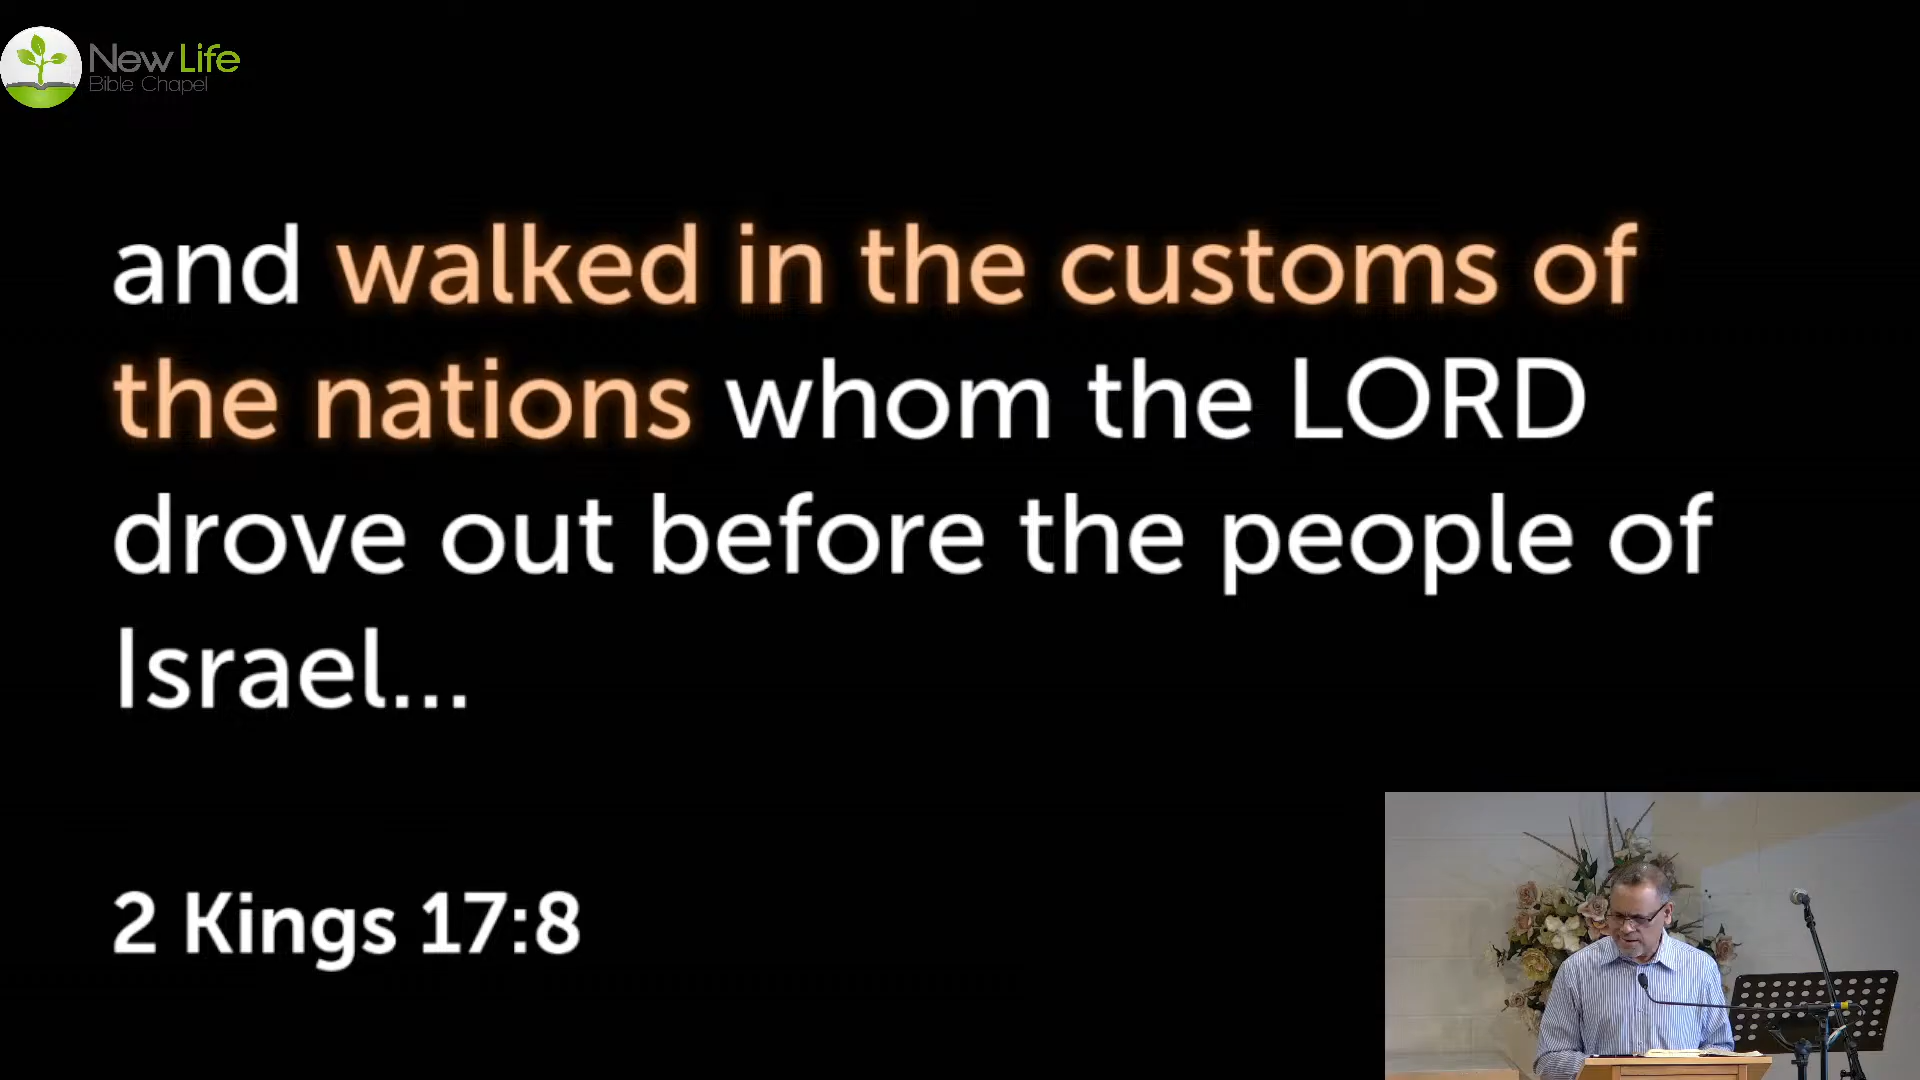 New Life
Bible Chapel
and walked in the customs of
the nations whom the LORD
drove out before the people of
Israel...
2 Kings 17:8